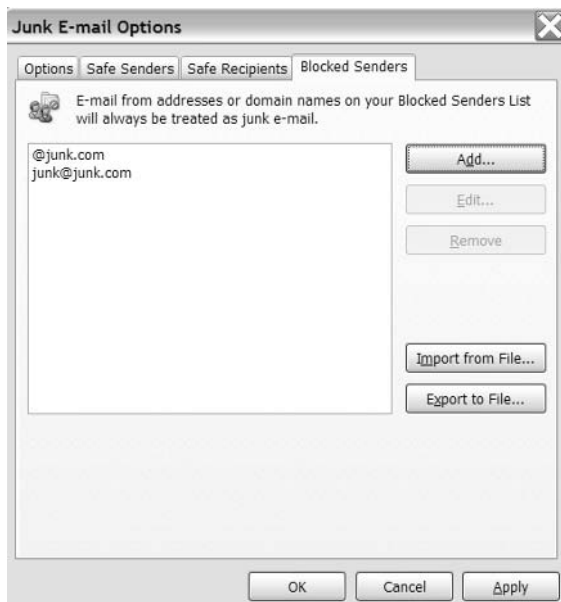 Junk E-mail Options
Options Safe Senders Safe Recipients Blocked Senders
E-mail from addresses or domain names on your Blocked Senders List
will always be treated as junk e-mail.
@junk.com
junk@junk.com
Add...
Edit...
Remove
Import from File...
Export to File...
OK Cancel Apply